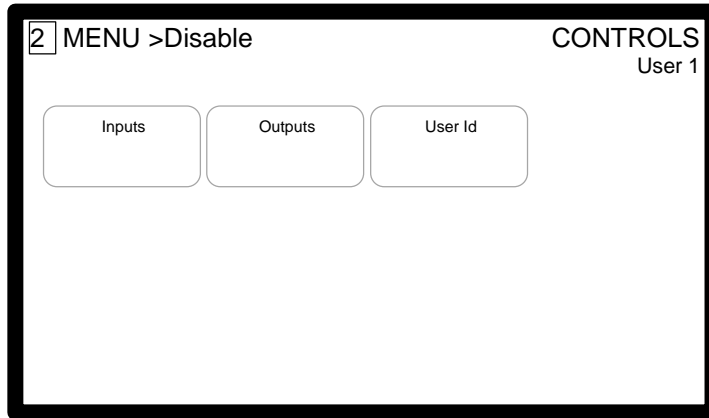 2 MENU >Disable CONTROLS
User 1
Inputs Outputs User Id